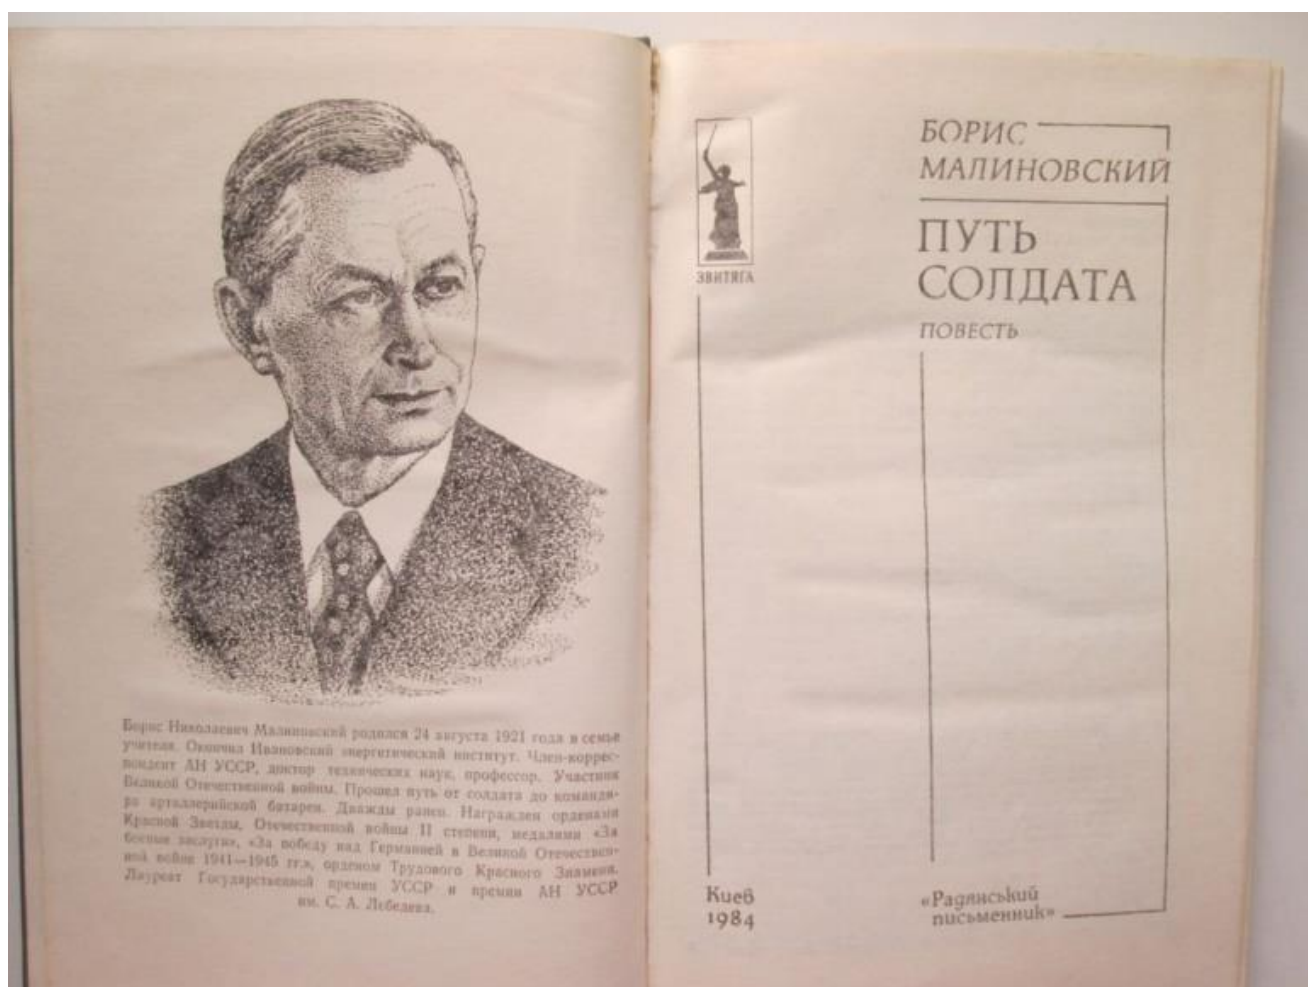 Борис Николаевич Малиновский родился 24 августа 1921 года в семье
учителя. Окончил Ивановский энергетический институт. Член-коррес-
пондент АН УССР, доктор технических наук, профессор. Участник
Великой Отечественной войны. Прошел путь от солдата до команди-
ра артиллерийской батареи. Дважды ранен. Награжден орденами
Красной Звезды, Отечественной войны II степени, медалями «За
боевые заслуги», «За победу над Германией в Великой Отечествен-
ной войне 1941—1945 гг.», орденом Трудового Красного Знамени.
Лауреат Государственной премии УССР и премии АН УССР
им. С. А. Лебедева.
ЗВИТЯГА
БОРИС
МАЛИНОВСКИЙ
ПУТЬ
СОЛДАТА
ПОВЕСТЬ
Киев
1984
«Радянський
письменник»